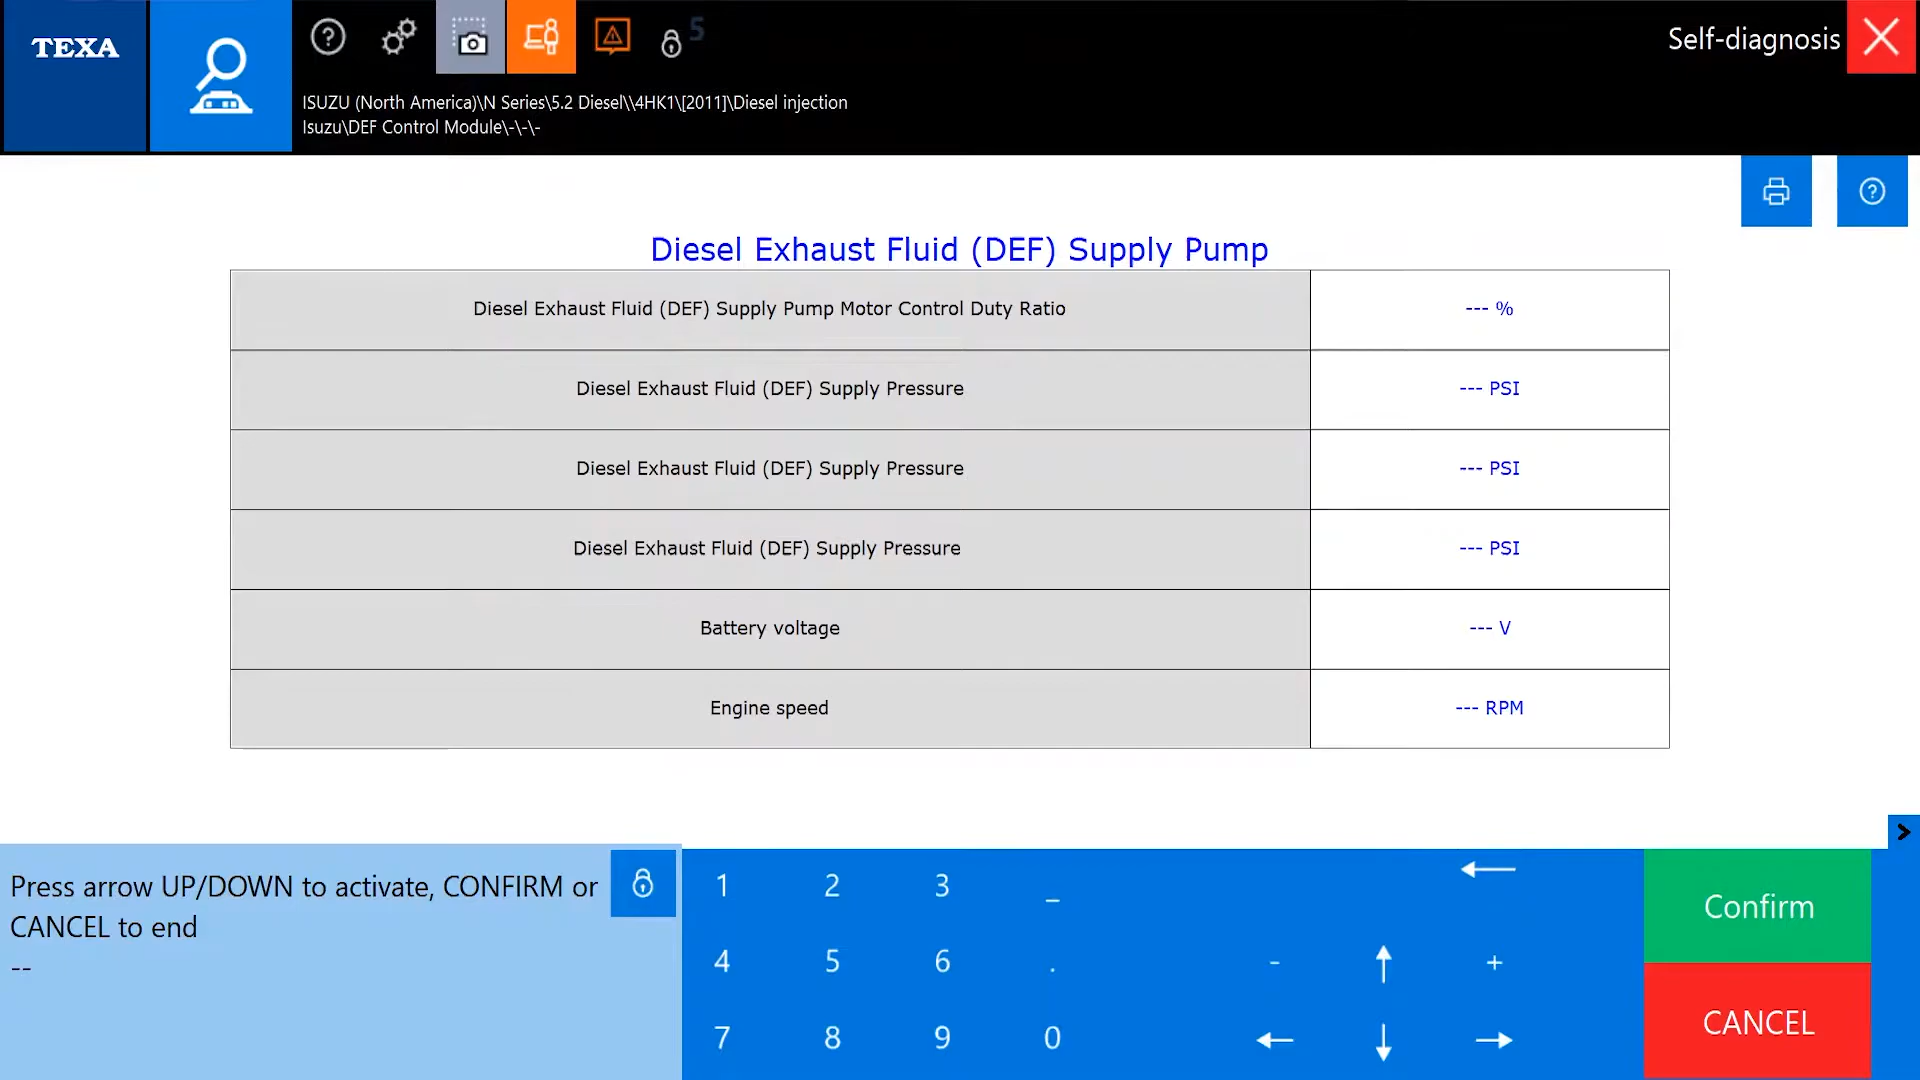 TEXA
5
Self-diagnosis
ISUZU (North America)\N Series\5.2 Diesel\\4HK1\[2011]\Diesel injection
Isuzu\DEF Control Module\-\-\-
Diesel Exhaust Fluid (DEF) Supply Pump
Diesel Exhaust Fluid (DEF) Supply Pump Motor Control Duty Ratio --- %
Diesel Exhaust Fluid (DEF) Supply Pressure --- PSI
Diesel Exhaust Fluid (DEF) Supply Pressure --- PSI
Diesel Exhaust Fluid (DEF) Supply Pressure --- PSI
Battery voltage --- V
Engine speed --- RPM
Press arrow UP/DOWN to activate, CONFIRM or
CANCEL to end
--
1 2 3 _
4 5 6 . - +
7 8 9 0
Confirm
CANCEL